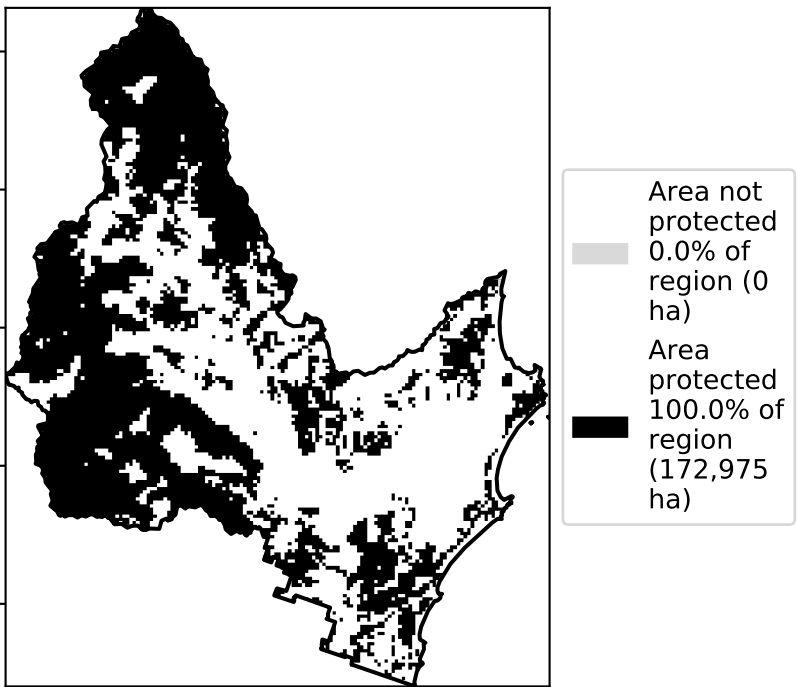 Area not
protected
0.0% of
region (0
ha)
Area
protected
100.0% of
region
(172,975
ha)